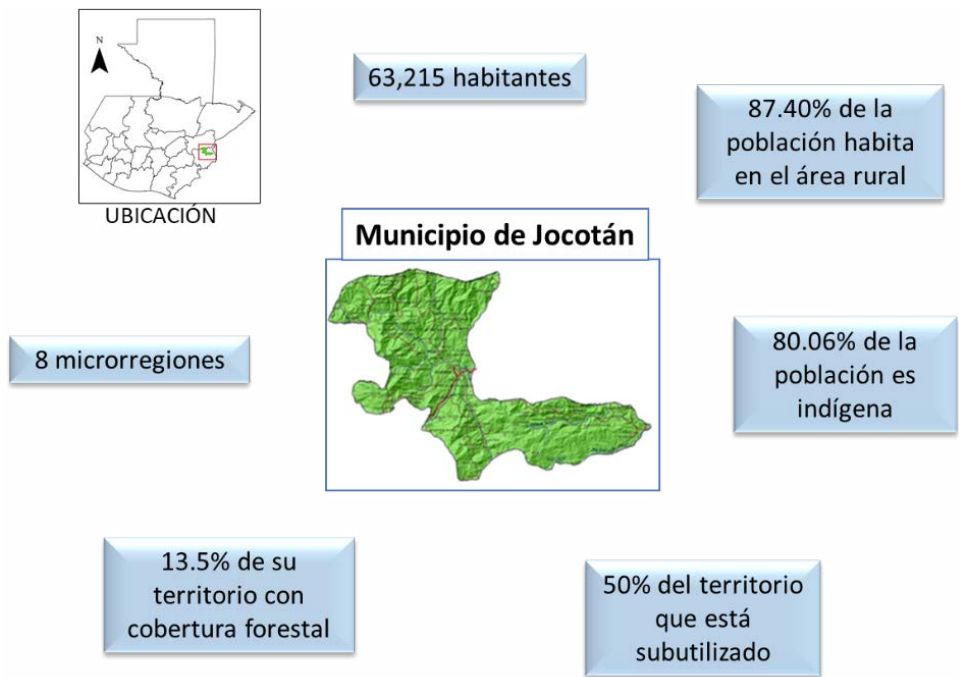 N
UBICACIÓN
63,215 habitantes
87.40% de la
población habita
en el área rural
Municipio de Jocotán
8 microrregiones
80.06% de la
población es
indígena
13.5% de su
territorio con
cobertura forestal
50% del territorio
que está
subutilizado